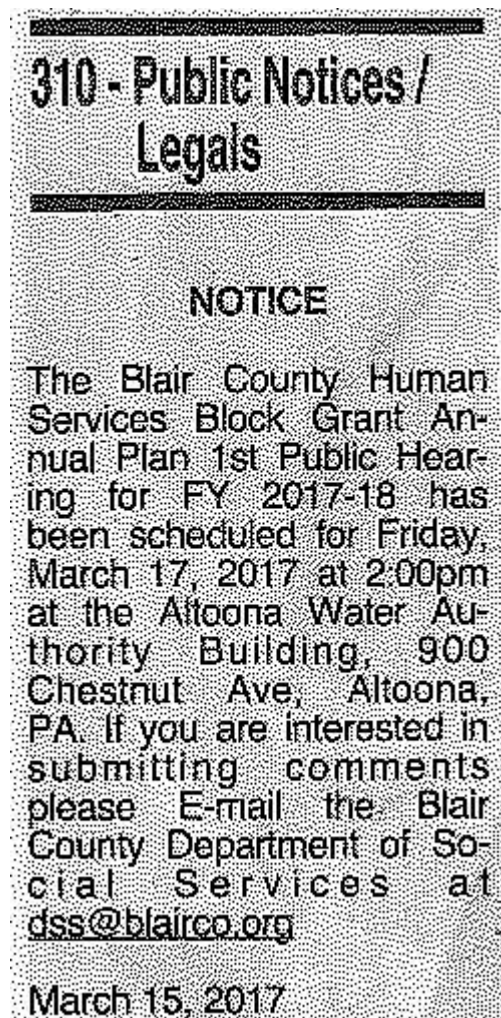 310 - Public Notices /
Legals
NOTICE
The Blair County Human
Services Block Grant An-
nual Plan 1st Public Hear-
ing for FY 2017-18 has
been scheduled for Friday,
March 17, 2017 at 2:00pm
at the Altoona Water Au-
thority Building, 900
Chestnut Ave, Altoona,
PA. If you are interested in
submitting comments
please E-mail the Blair
County Department of So-
cial Services at
dss@blairco.org
March 15, 2017